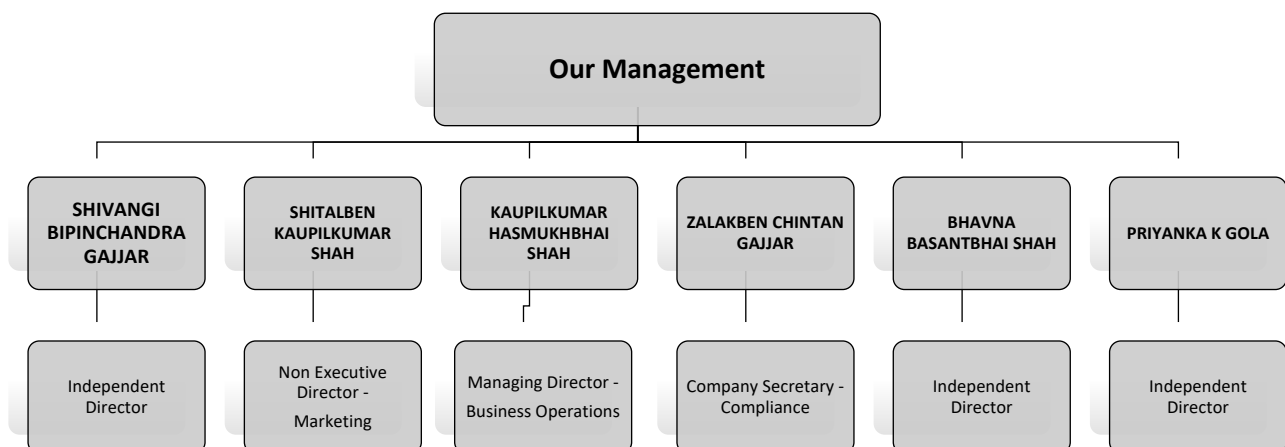 Our Management
SHIVANGI
BIPINCHANDRA
GAJJAR
SHITALBEN
KAUPILKUMAR
SHAH
KAUPILKUMAR
HASMUKHBHAI
SHAH
ZALAKBEN CHINTAN
GAJJAR
BHAVNA
BASANTBHAI SHAH
PRIYANKA K GOLA
Independent
Director
Non Executive
Director -
Marketing
Managing Director -
Business Operations
Company Secretary -
Compliance
Independent
Director
Independent
Director